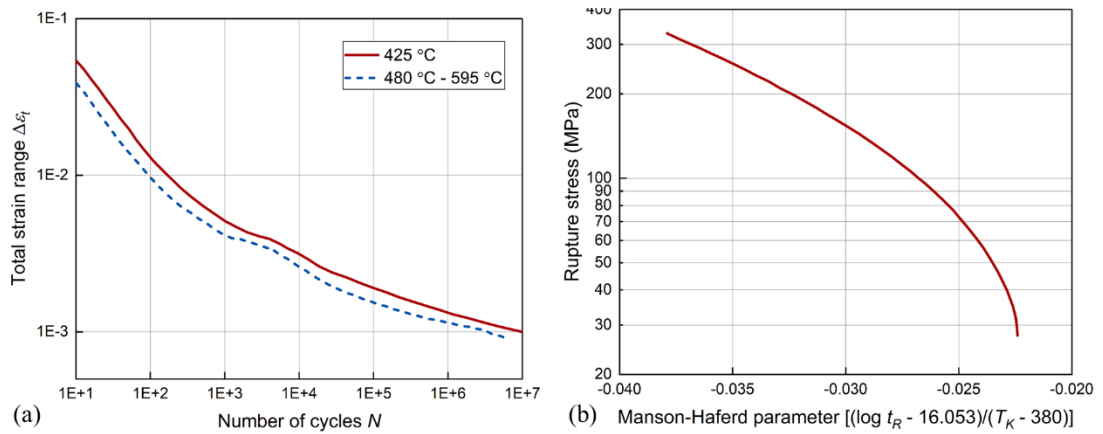 1E-1
1E-2
1E-3
Total strain range Δεt
425 °C
480 °C - 595 °C
1E+1 1E+2 1E+3 1E+4 1E+5 1E+6 1E+7
Number of cycles N
(a)
400
300
200
100
90
80
70
60
50
40
30
20
Rupture stress (MPa)
-0.040 -0.035 -0.030 -0.025 -0.020
Manson-Haferd parameter [(log tR - 16.053)/(TK - 380)]
(b)